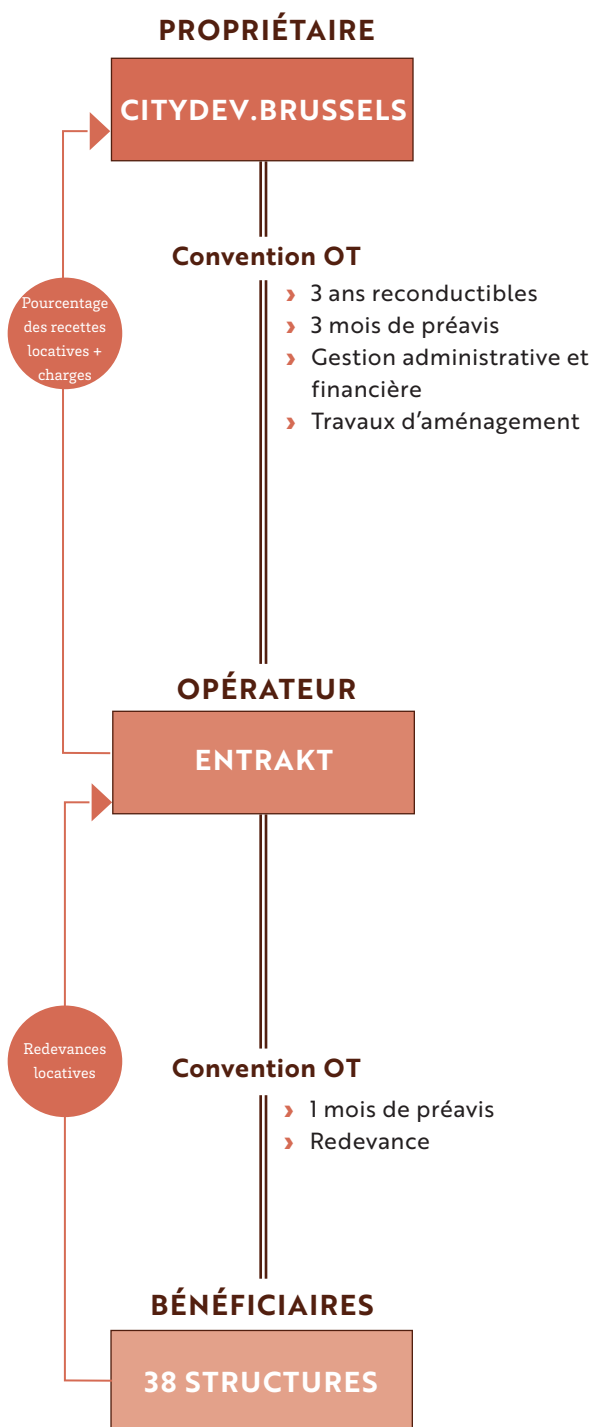 PROPRIÉTAIRE
CITYDEV.BRUSSELS
Convention OT
› 3 ans reconductibles
› 3 mois de préavis
› Gestion administrative et
financière
› Travaux d’aménagement
Pourcentage
des recettes
locatives +
charges
OPÉRATEUR
ENTRAKT
Redevances
locatives
Convention OT
› 1 mois de préavis
› Redevance
BÉNÉFICIAIRES
38 STRUCTURES